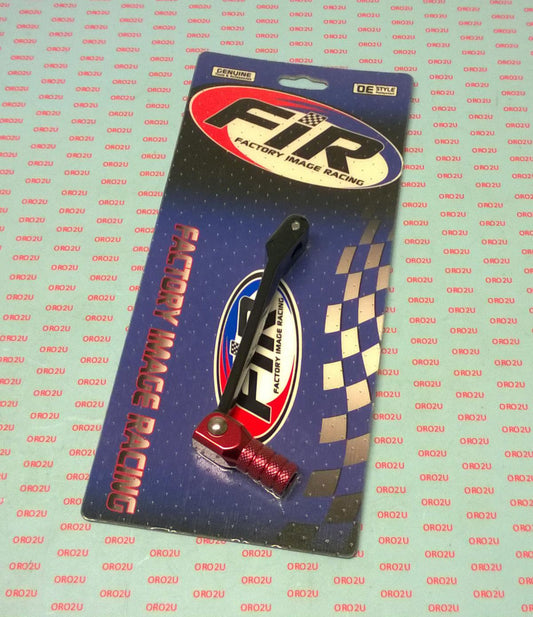 GENUINE
OE STYLE
FIR
FACTORY IMAGE RACING
FACTORY IMAGE RACING
FIR
FACTORY IMAGE RACING
ORO2U